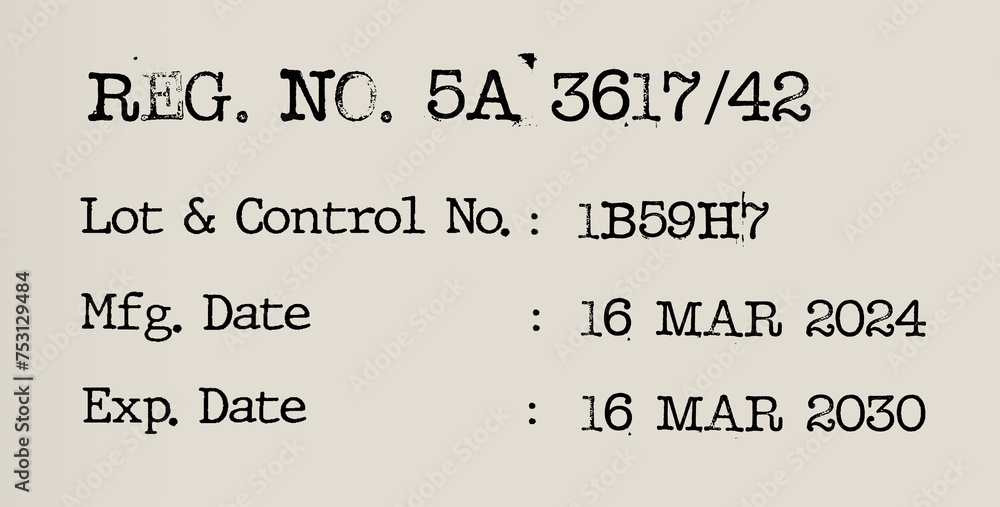 REG. NO. 5A 3617/42
Lot & Control No. : 1B59H7
Mfg. Date : 16 MAR 2024
Exp. Date : 16 MAR 2030
Adobe Stock | #753129484